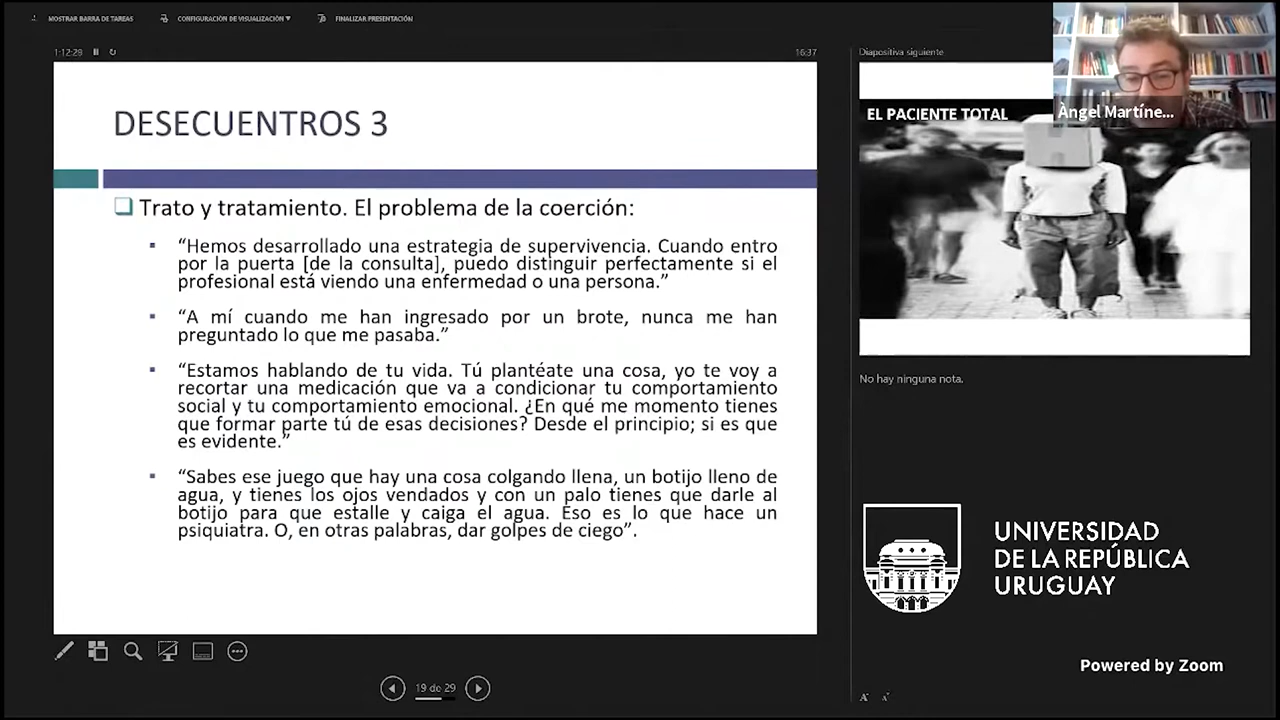 MOSTRAR BARRA DE TAREAS
CONFIGURACIÓN DE VISUALIZACIÓN ▼
FINALIZAR PRESENTACIÓN
1:12:29
16:37
Diapositiva siguiente
DESECUENTROS 3
Trato y tratamiento. El problema de la coerción:
“Hemos desarrollado una estrategia de supervivencia. Cuando entro
por la puerta [de la consulta], puedo distinguir perfectamente si el
profesional está viendo una enfermedad o una persona.”
“A mí cuando me han ingresado por un brote, nunca me han
preguntado lo que me pasaba.”
“Estamos hablando de tu vida. Tú plantéate una cosa, yo te voy a
recortar una medicación que va a condicionar tu comportamiento
social y tu comportamiento emocional. ¿En qué me momento tienes
que formar parte tú de esas decisiones? Desde el principio; si es que
es evidente.”
“Sabes ese juego que hay una cosa colgando llena, un botijo lleno de
agua, y tienes los ojos vendados y con un palo tienes que darle al
botijo para que estalle y caiga el agua. Eso es lo que hace un
psiquiatra. O, en otras palabras, dar golpes de ciego”.
19 de 29
EL PACIENTE TOTAL
Àngel Martíne...
No hay ninguna nota.
UNIVERSIDAD
DE LA REPÚBLICA
URUGUAY
Powered by Zoom
A A